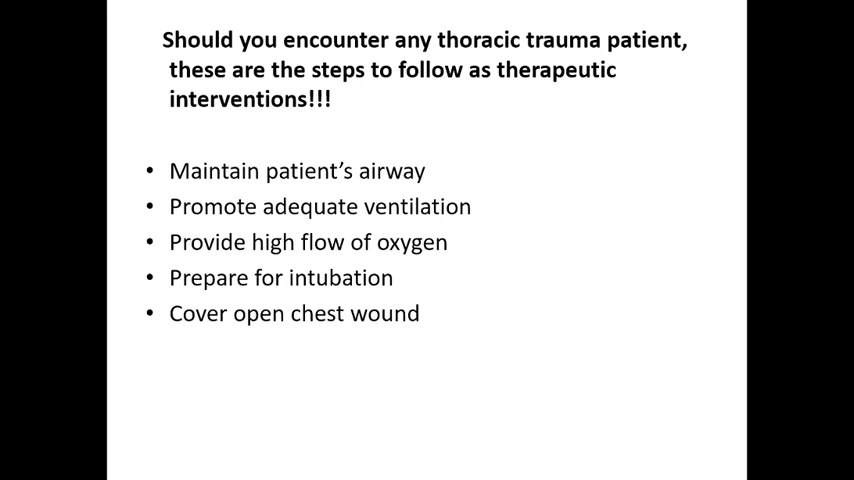 Should you encounter any thoracic trauma patient,
these are the steps to follow as therapeutic
interventions!!!
• Maintain patient’s airway
• Promote adequate ventilation
• Provide high flow of oxygen
• Prepare for intubation
• Cover open chest wound